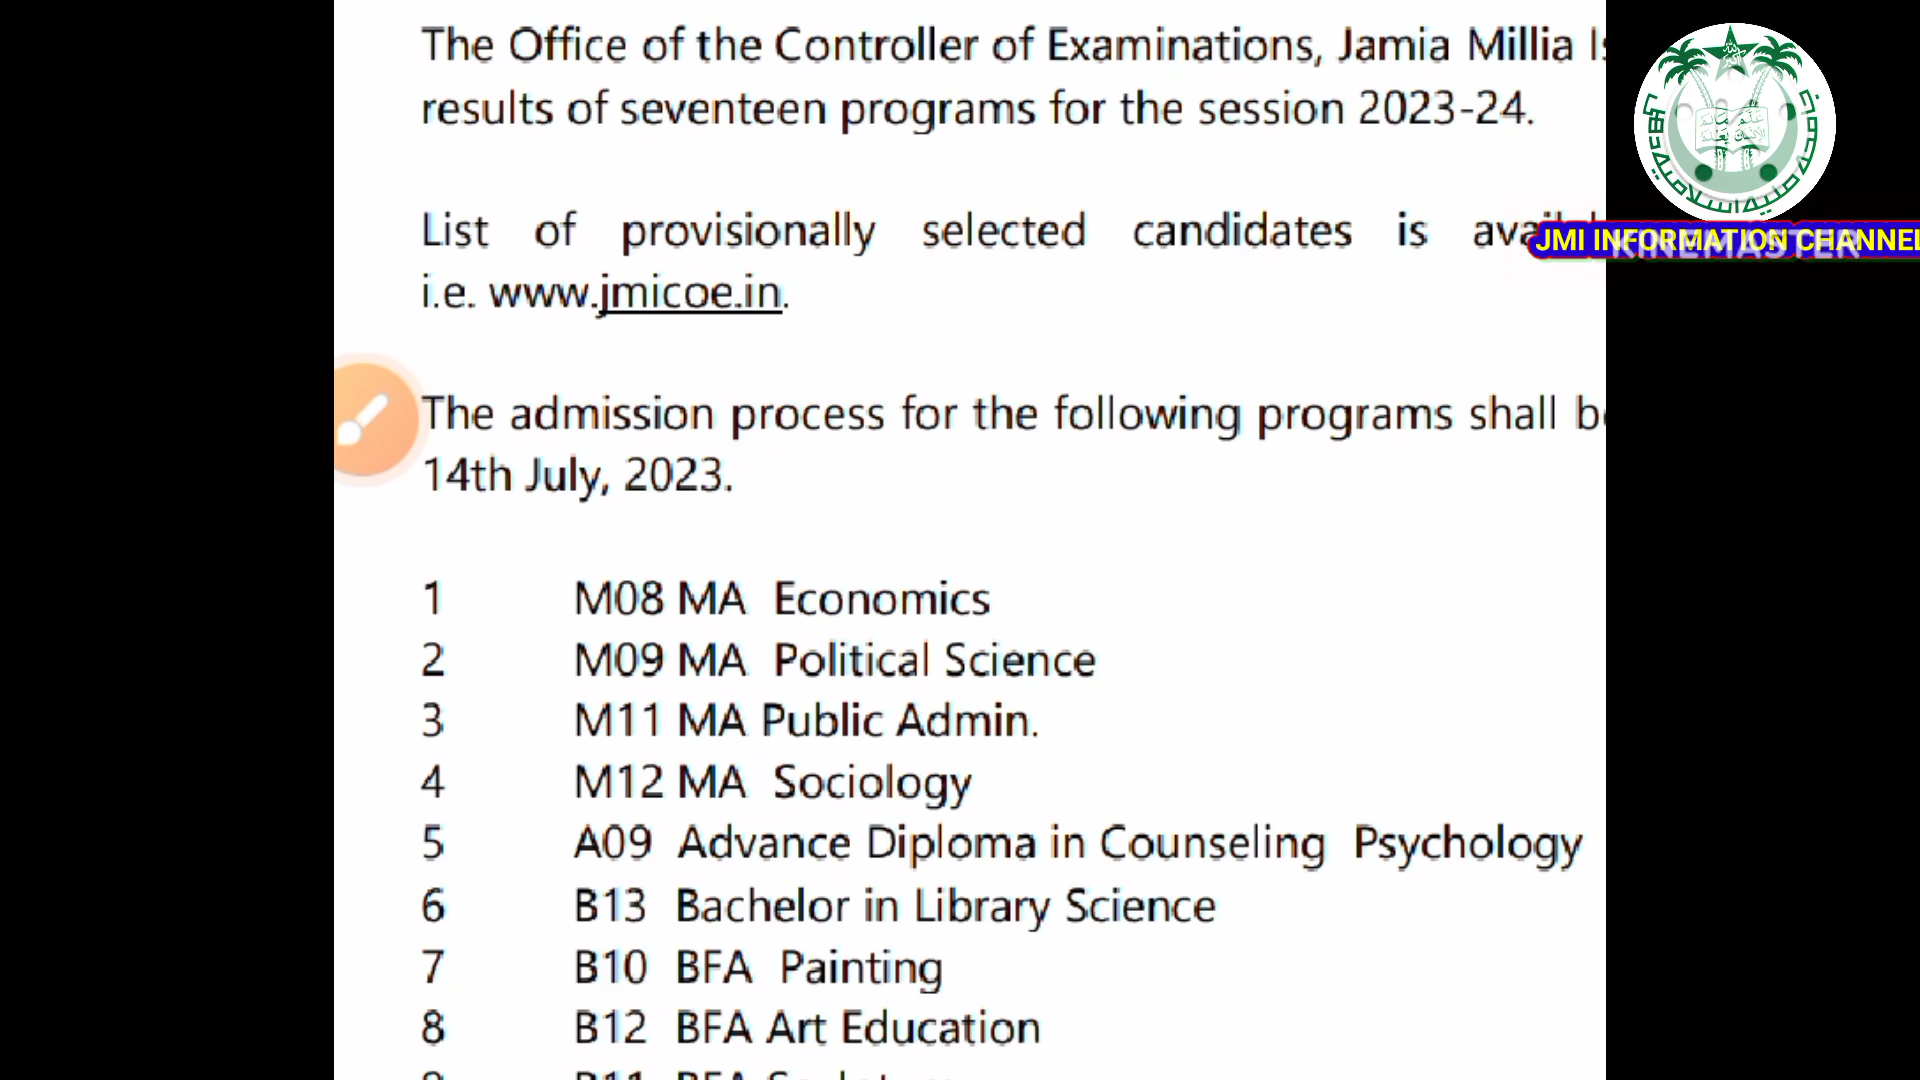 The Office of the Controller of Examinations, Jamia Millia
results of seventeen programs for the session 2023-24.
List of provisionally selected candidates is
i.e. www.jmicoe.in.
The admission process for the following programs shall
14th July, 2023.
1 M08 MA Economics
2 M09 MA Political Science
3 M11 MA Public Admin.
4 M12 MA Sociology
5 A09 Advance Diploma in Counseling Psychology
6 B13 Bachelor in Library Science
7 B10 BFA Painting
8 B12 BFA Art Education
JMI INFORMATION CHANNEL
KINEMASTER